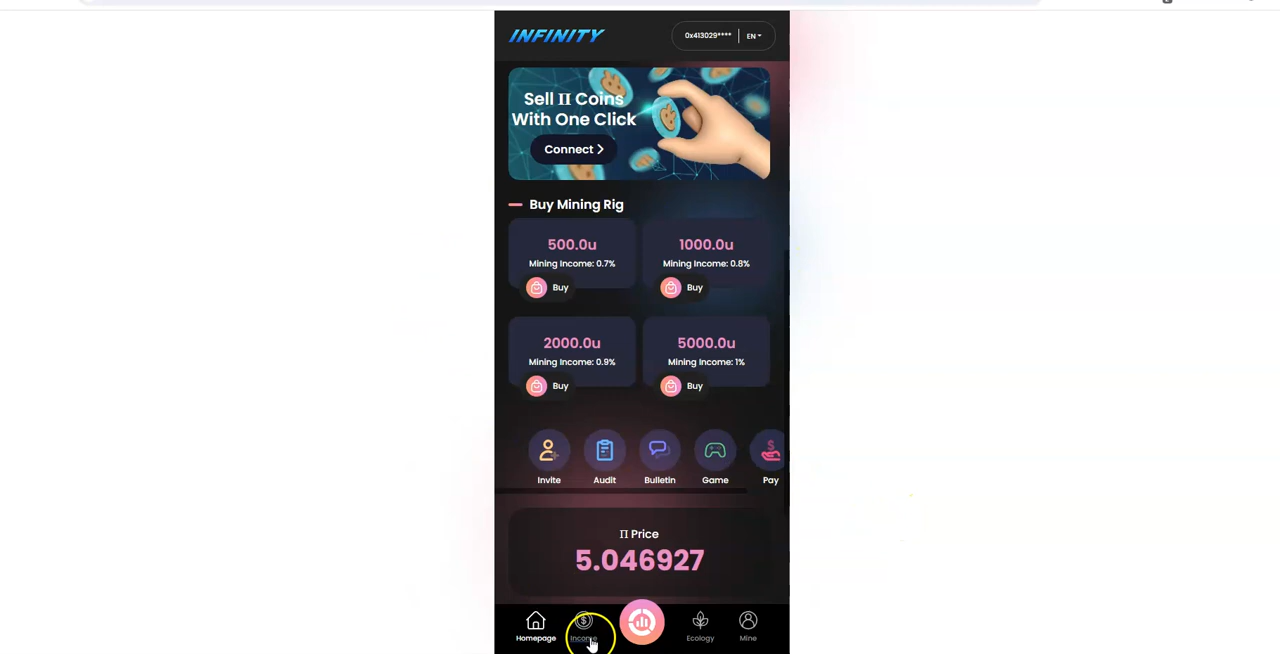 INFINITY
0x413029**** EN
Sell Π Coins
With One Click
Connect
Buy Mining Rig
500.0u
Mining Income: 0.7%
Buy
1000.0u
Mining Income: 0.8%
Buy
2000.0u
Mining Income: 0.9%
Buy
5000.0u
Mining Income: 1%
Buy
Invite
Audit
Bulletin
Game
Pay
Π Price
5.046927
Homepage
Income
Ecology
Mine